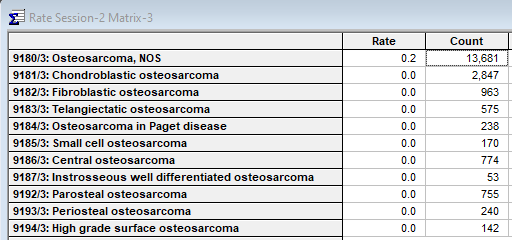 Rate Session-2 Matrix-3
Rate Count
9180/3: Osteosarcoma, NOS 0.2 13,681
9181/3: Chondroblastic osteosarcoma 0.0 2,847
9182/3: Fibroblastic osteosarcoma 0.0 963
9183/3: Telangiectatic osteosarcoma 0.0 575
9184/3: Osteosarcoma in Paget disease 0.0 238
9185/3: Small cell osteosarcoma 0.0 170
9186/3: Central osteosarcoma 0.0 774
9187/3: Instrosseous well differentiated osteosarcoma 0.0 53
9192/3: Parosteal osteosarcoma 0.0 755
9193/3: Periosteal osteosarcoma 0.0 240
9194/3: High grade surface osteosarcoma 0.0 142